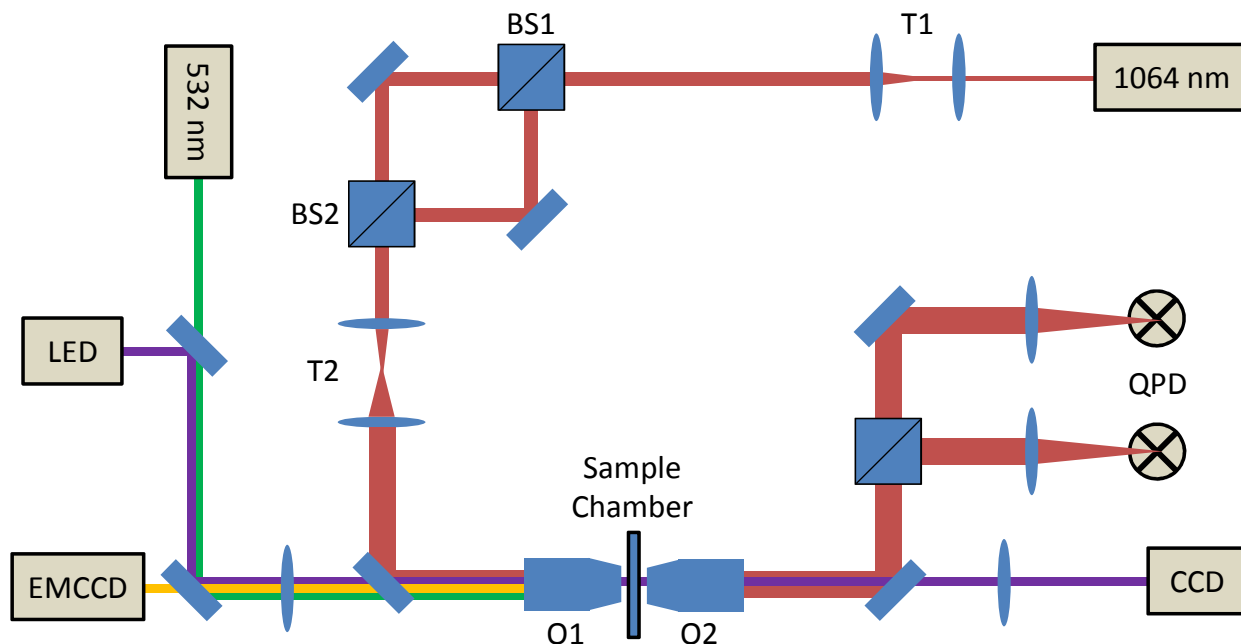 BS1
T1
532 nm
1064 nm
BS2
LED
T2
QPD
Sample
Chamber
EMCCD
CCD
O1
O2